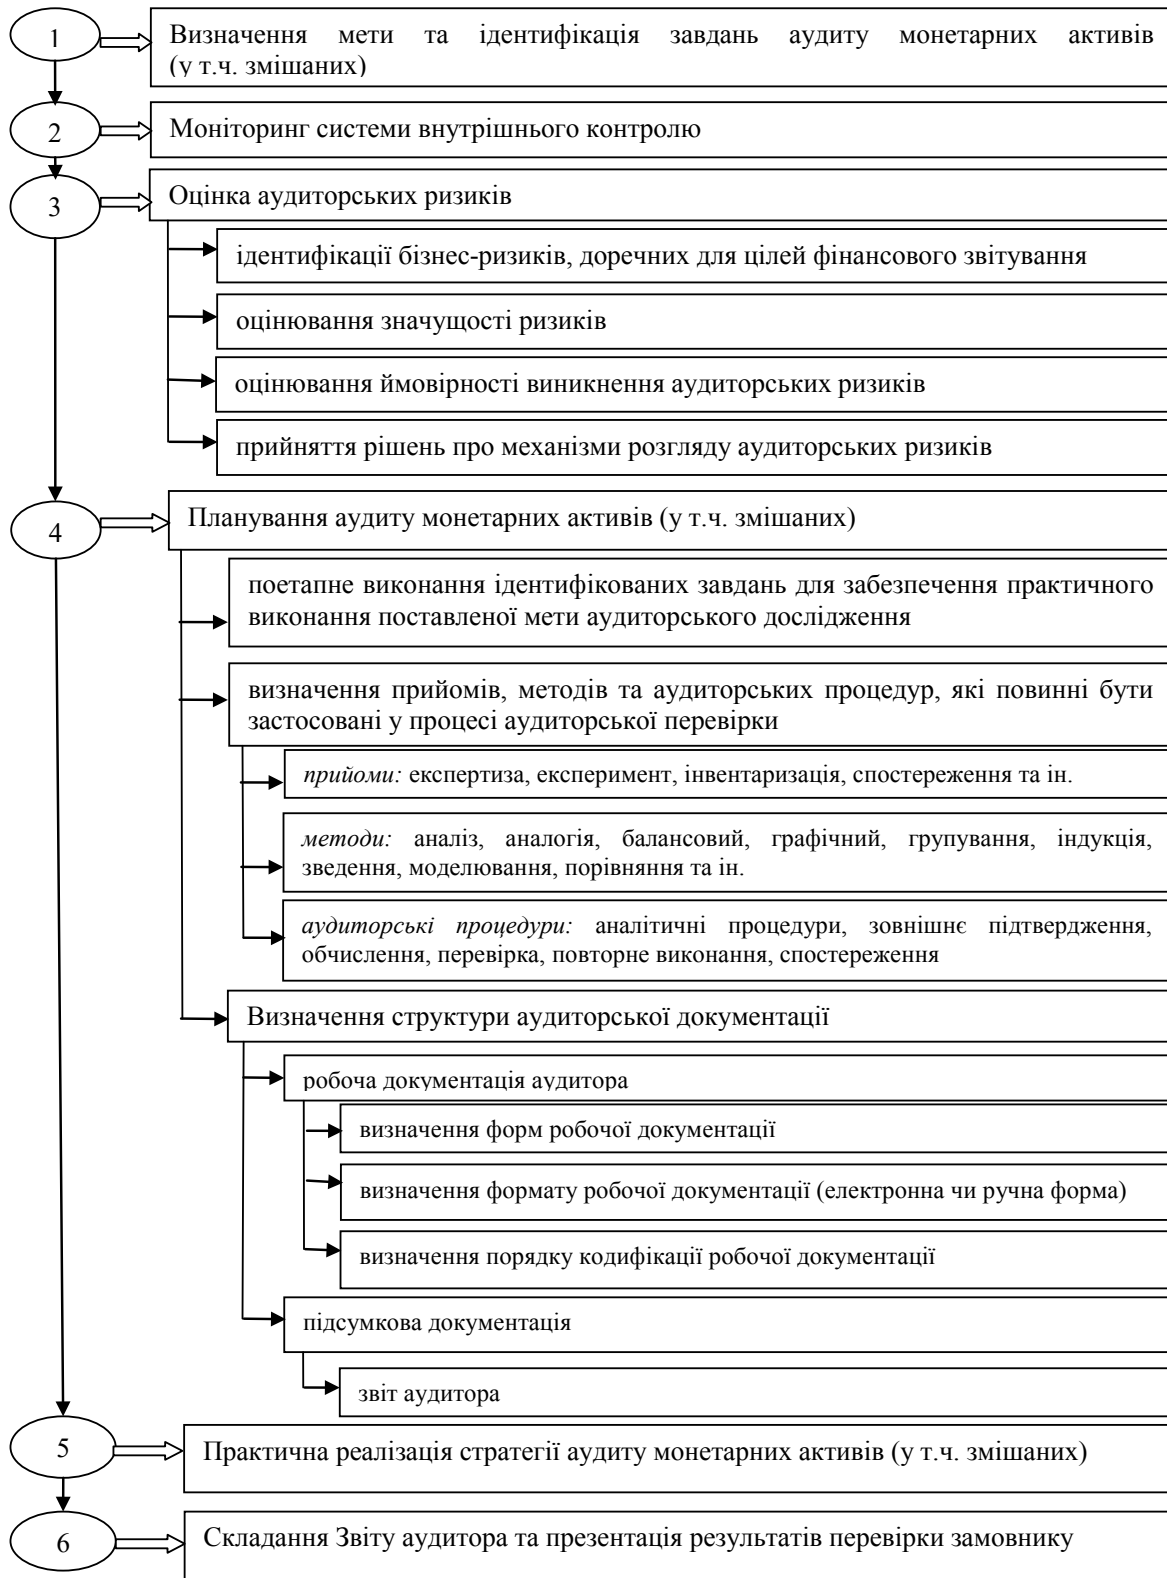 1
Визначення мети та ідентифікація завдань аудиту монетарних активів
(у т.ч. змішаних)
2
Моніторинг системи внутрішнього контролю
3
Оцінка аудиторських ризиків
ідентифікації бізнес-ризиків, доречних для цілей фінансового звітування
оцінювання значущості ризиків
оцінювання ймовірності виникнення аудиторських ризиків
прийняття рішень про механізми розгляду аудиторських ризиків
4
Планування аудиту монетарних активів (у т.ч. змішаних)
поетапне виконання ідентифікованих завдань для забезпечення практичного
виконання поставленої мети аудиторського дослідження
визначення прийомів, методів та аудиторських процедур, які повинні бути
застосовані у процесі аудиторської перевірки
прийоми: експертиза, експеримент, інвентаризація, спостереження та ін.
методи: аналіз, аналогія, балансовий, графічний, групування, індукція,
зведення, моделювання, порівняння та ін.
аудиторські процедури: аналітичні процедури, зовнішнє підтвердження,
обчислення, перевірка, повторне виконання, спостереження
Визначення структури аудиторської документації
робоча документація аудитора
визначення форм робочої документації
визначення формату робочої документації (електронна чи ручна форма)
визначення порядку кодифікації робочої документації
підсумкова документація
звіт аудитора
5
Практична реалізація стратегії аудиту монетарних активів (у т.ч. змішаних)
6
Складання Звіту аудитора та презентація результатів перевірки замовнику